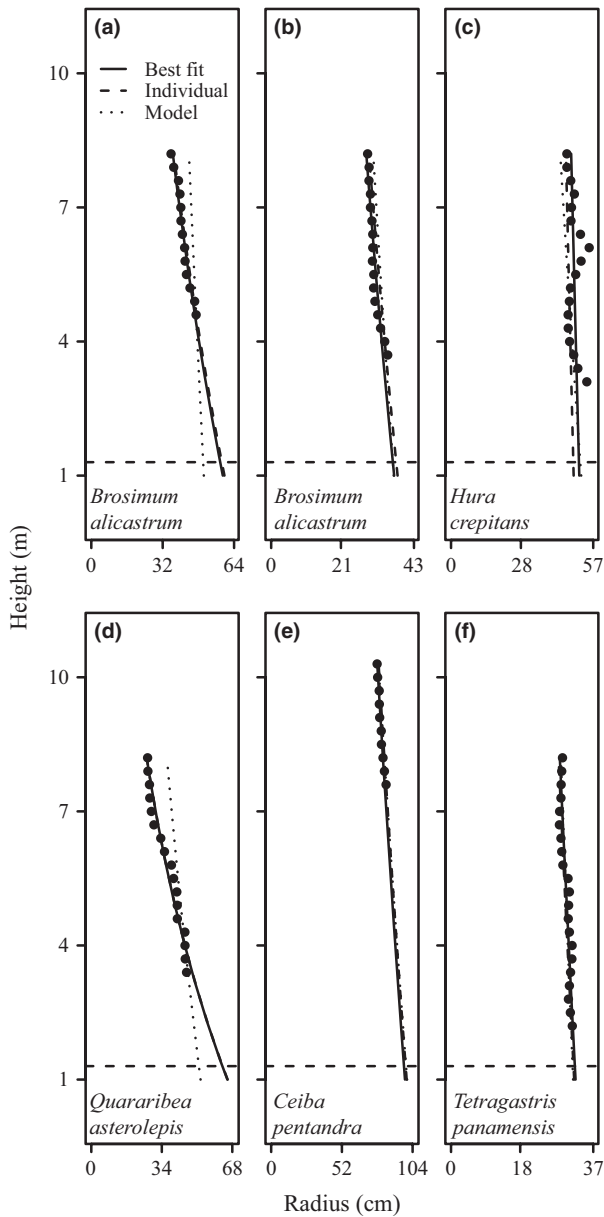 (a)
(b)
(c)
Best fit
Individual
Model
10
7
4
1
Brosimum
alicastrum
Brosimum
alicastrum
Hura
crepitans
0 32 64
0 21 43
0 28 57
Height (m)
(d)
(e)
(f)
10
7
4
1
Quararibea
asterolepis
Ceiba
pentandra
Tetragastris
panamensis
0 34 68
0 52 104
0 18 37
Radius (cm)